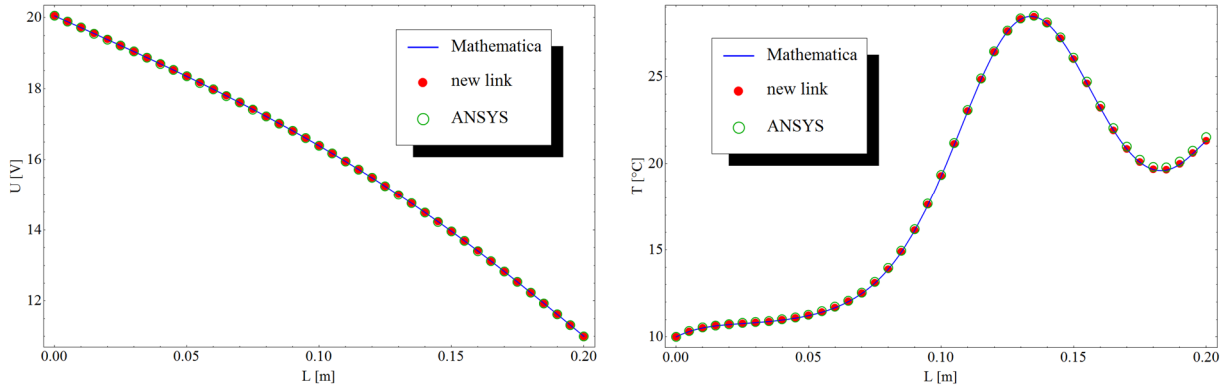 20
18
16
14
12
U [V]
0.00
0.05
0.10
0.15
0.20
L [m]
Mathematica
new link
ANSYS
25
20
15
10
T [°C]
0.00
0.05
0.10
0.15
0.20
L [m]
Mathematica
new link
ANSYS